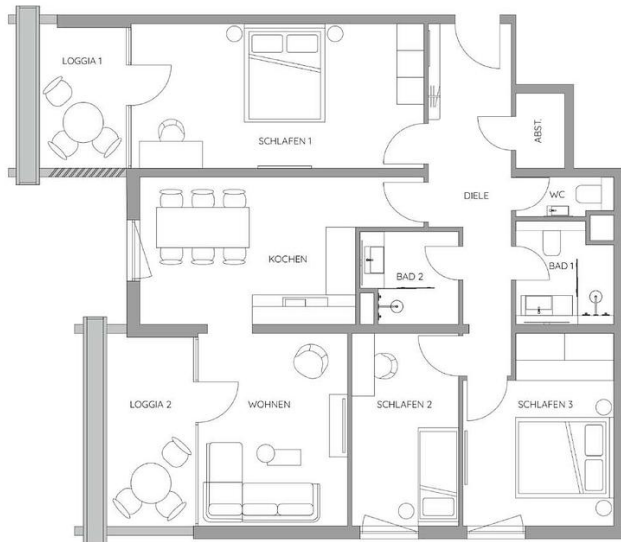 LOGGIA 1
SCHLAFEN 1
ABST.
DIELE
WC
KOCHEN
BAD 2
BAD 1
LOGGIA 2
WOHNEN
SCHLAFEN 2
SCHLAFEN 3